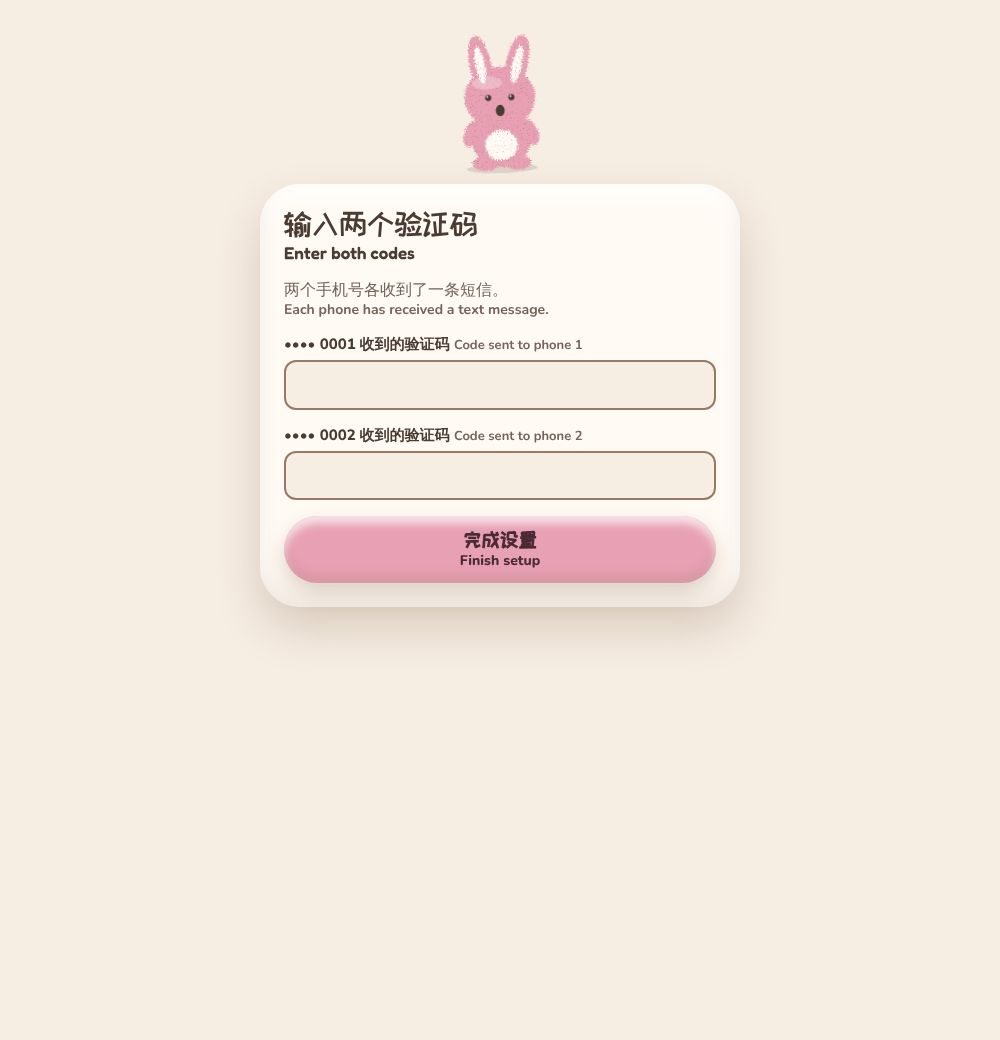 输入两个验证码
Enter both codes
两个手机号各收到了一条短信。
Each phone has received a text message.
•••• 0001 收到的验证码 Code sent to phone 1
•••• 0002 收到的验证码 Code sent to phone 2
完成设置
Finish setup